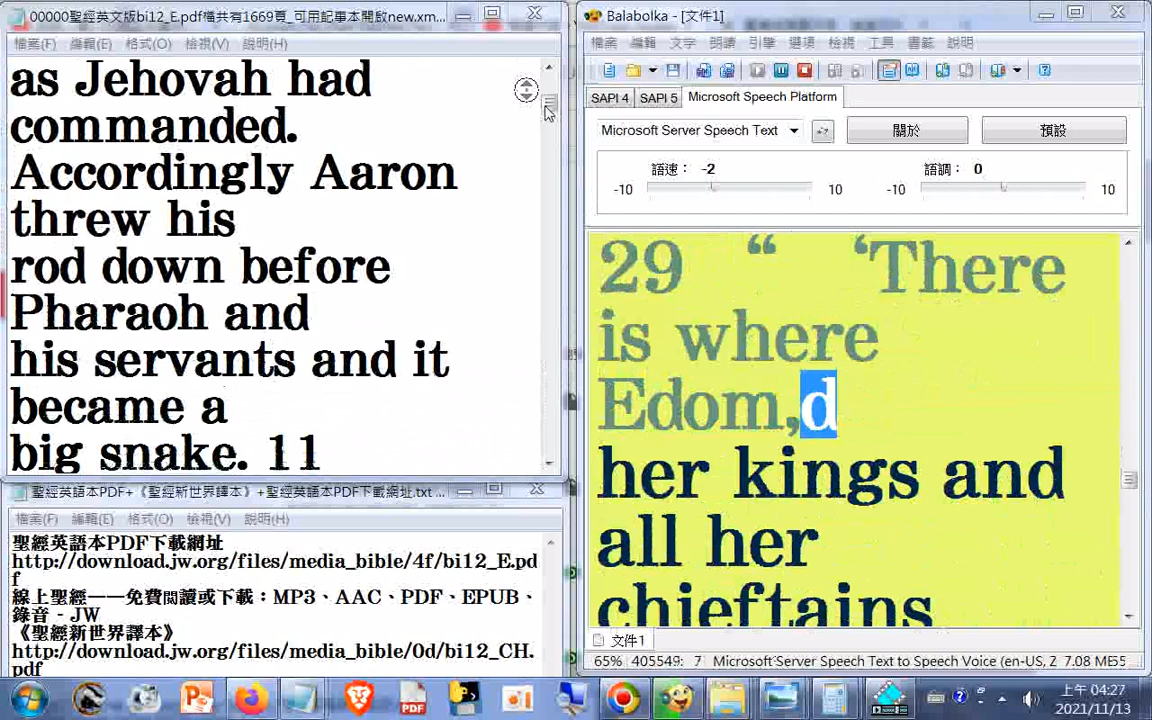 00000聖經英文版bi12_E.pdf檔共有1669頁_可用記事本開啟new.xm...
檔案(F) 編輯(E) 格式(O) 檢視(V) 說明(H)
as Jehovah had
commanded.
Accordingly Aaron
threw his
rod down before
Pharaoh and
his servants and it
became a
big snake. 11
聖經英語本PDF+《聖經新世界譯本》+聖經英語本PDF下載網址.txt ...
檔案(F) 編輯(E) 格式(O) 檢視(V) 說明(H)
聖經英語本PDF下載網址
http://download.jw.org/files/media_bible/4f/bi12_E.pd
f
線上聖經──免費閱讀或下載：MP3、AAC、PDF、EPUB、
錄音 - JW
《聖經新世界譯本》
http://download.jw.org/files/media_bible/0d/bi12_CH.
pdf
Balabolka - [文件1]
檔案 編輯 文字 朗讀 引擎 選項 檢視 工具 書籤 說明
SAPI 4 SAPI 5 Microsoft Speech Platform
Microsoft Server Speech Text 關於 預設
語速： -2 語調： 0
-10 10 -10 10
29 “ ‘There
is where
Edom,d
her kings and
all her
chieftains
文件1
65% 405549: 7 Microsoft Server Speech Text to Speech Voice (en-US, Z 7.08 MB
上午 04:27
2021/11/13